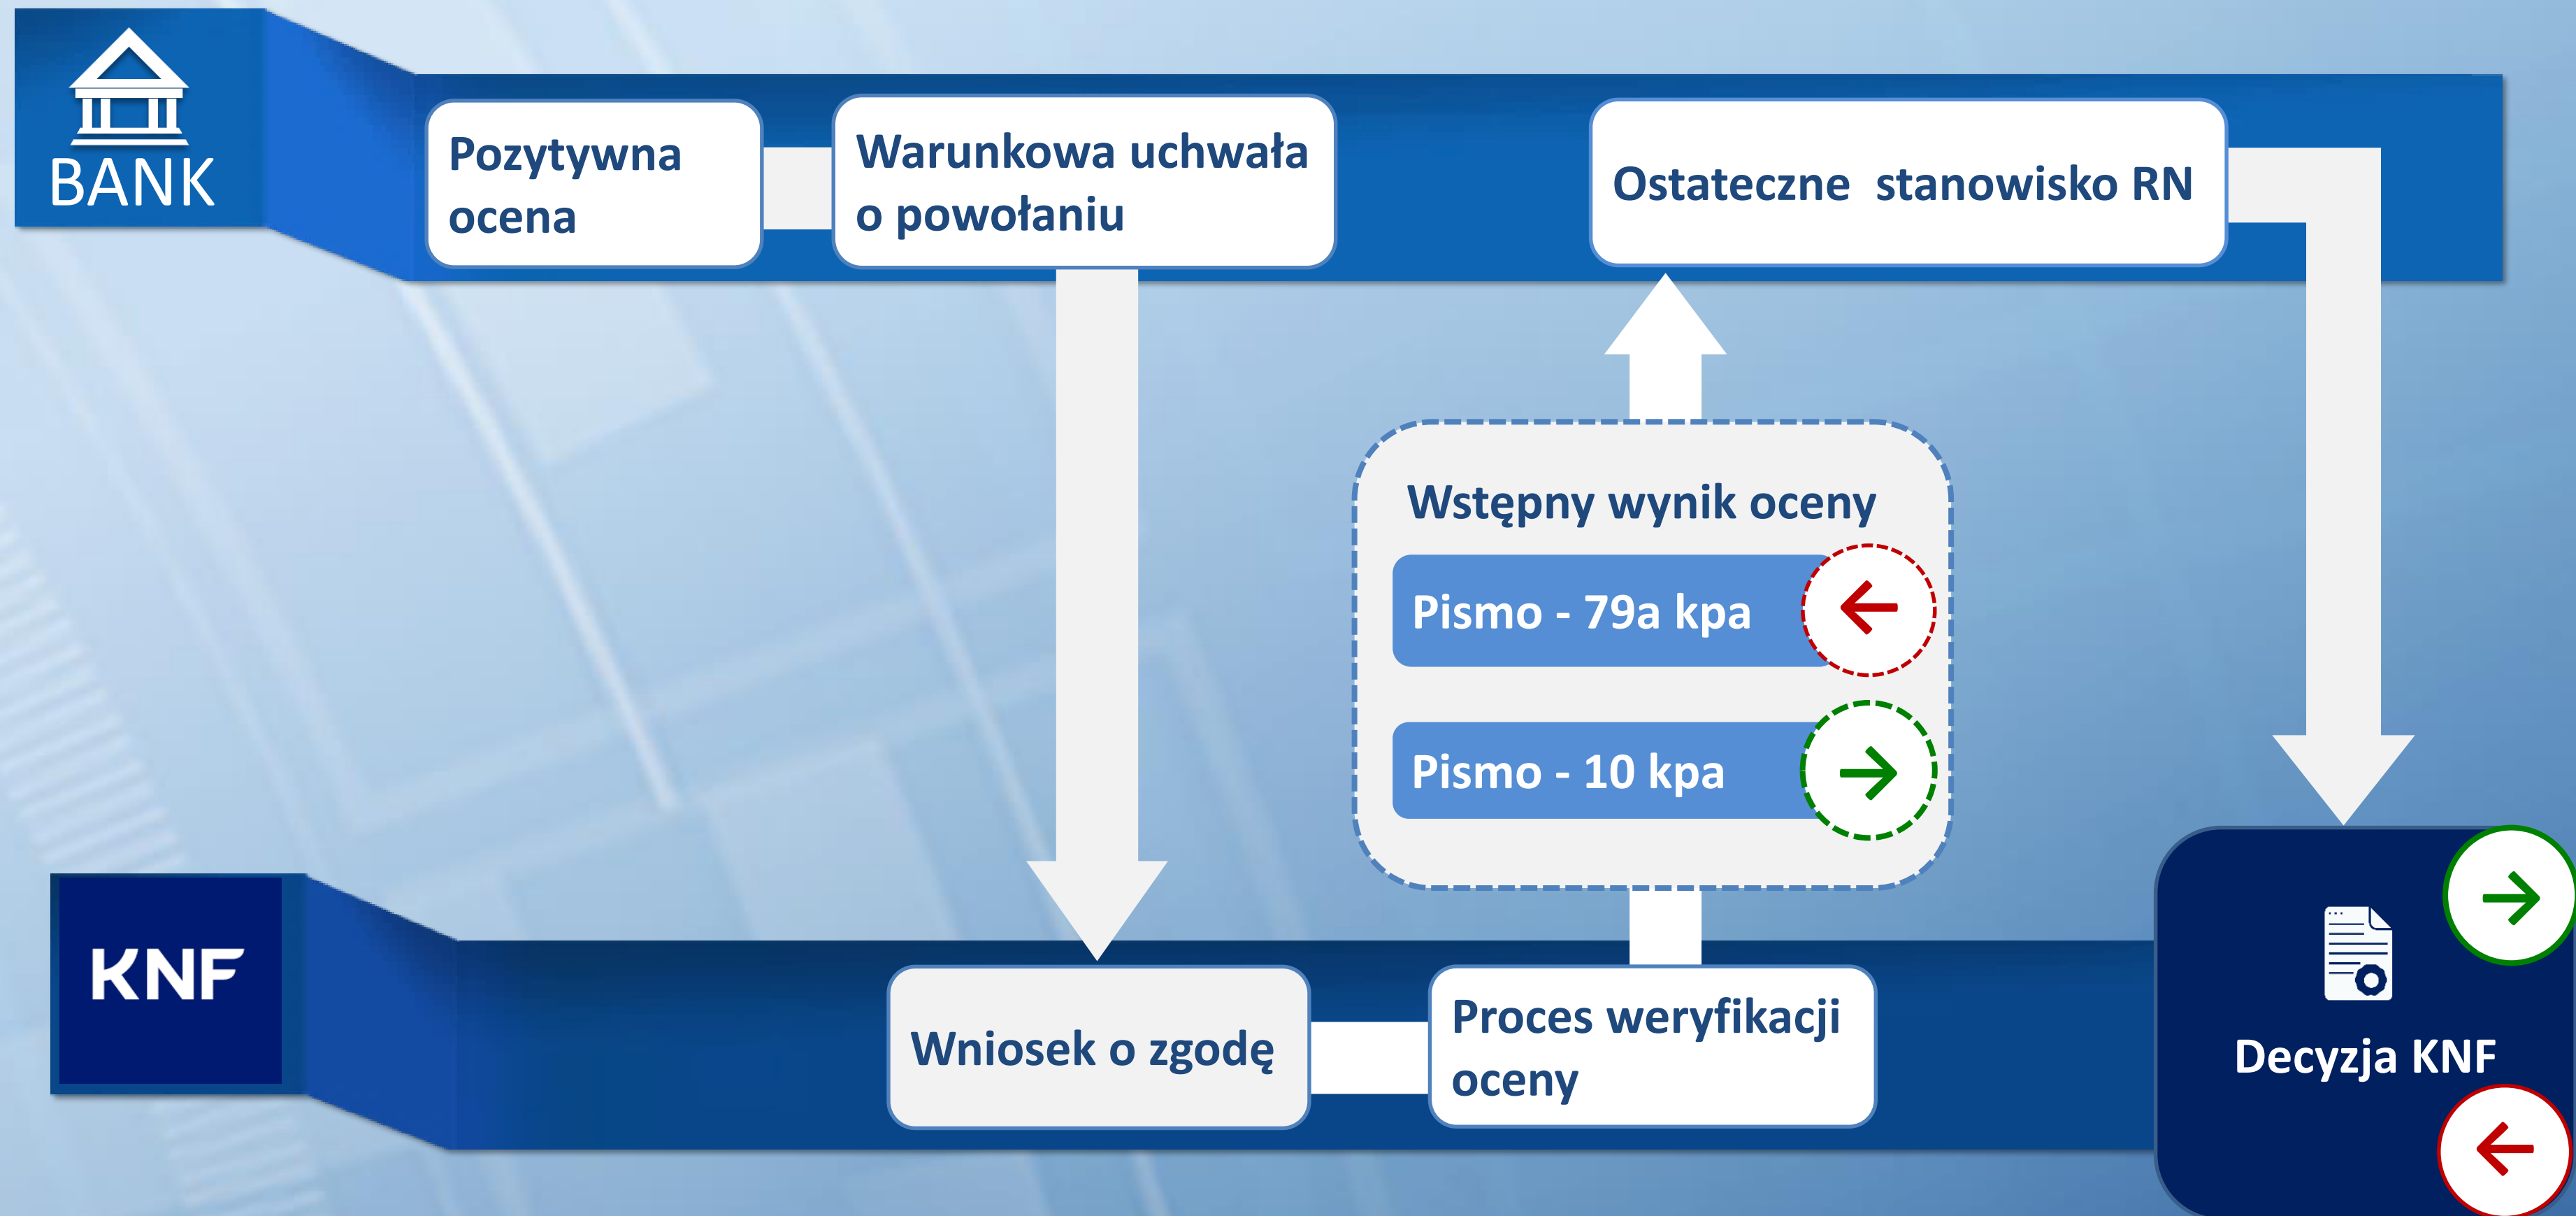 BANK
Pozytywna
ocena
Warunkowa uchwała
o powołaniu
Ostateczne stanowisko RN
Wstępny wynik oceny
Pismo - 79a kpa
Pismo - 10 kpa
KNF
Wniosek o zgodę
Proces weryfikacji
oceny
Decyzja KNF